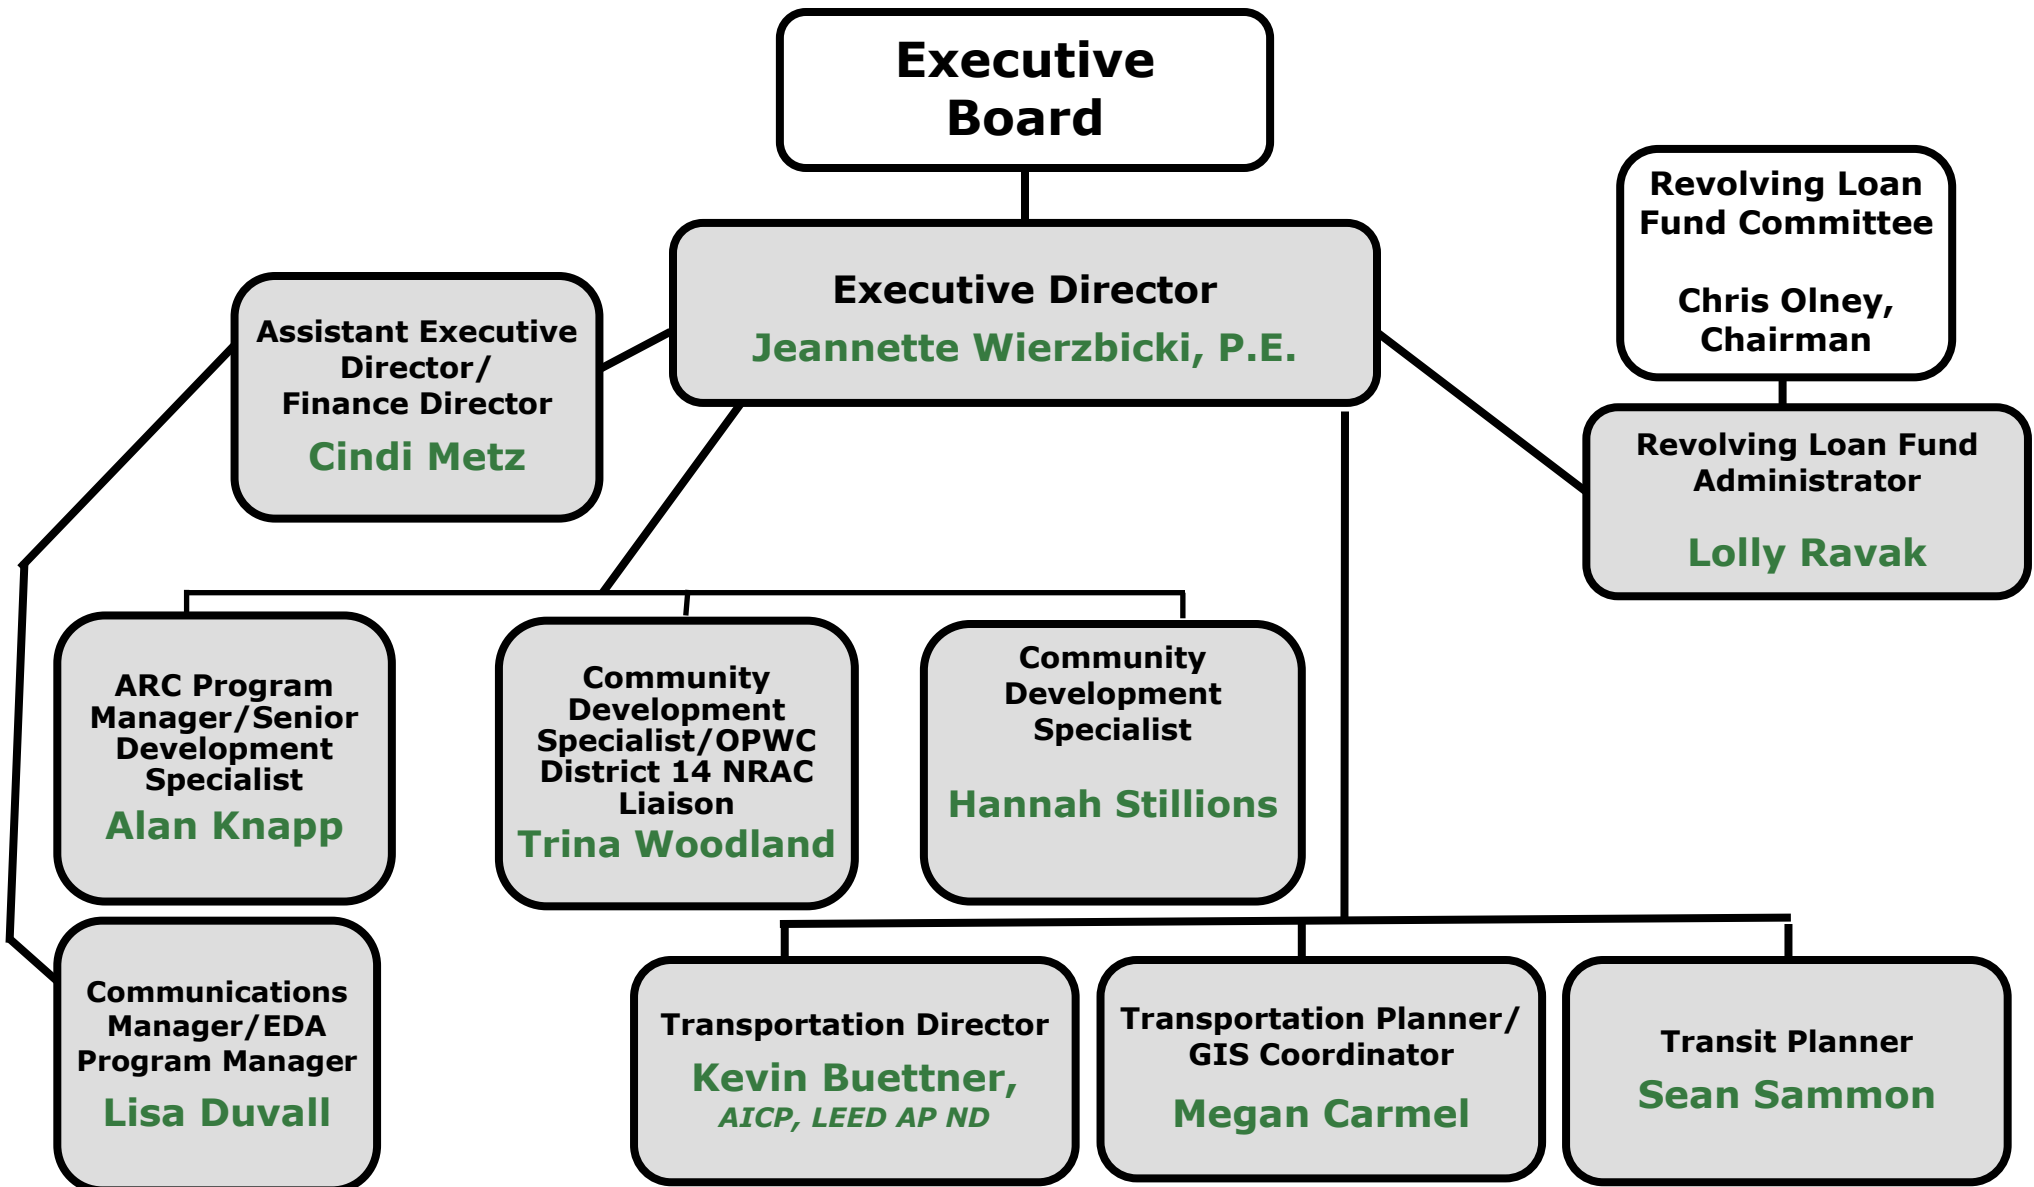 Executive
Board
Revolving Loan
Fund Committee
Chris Olney,
Chairman
Executive Director
Jeannette Wierzbicki, P.E.
Assistant Executive
Director/
Finance Director
Cindi Metz
Revolving Loan Fund
Administrator
Lolly Ravak
ARC Program
Manager/Senior
Development
Specialist
Alan Knapp
Community
Development
Specialist/OPWC
District 14 NRAC
Liaison
Trina Woodland
Community
Development
Specialist
Hannah Stillions
Communications
Manager/EDA
Program Manager
Lisa Duvall
Transportation Director
Kevin Buettner,
AICP, LEED AP ND
Transportation Planner/
GIS Coordinator
Megan Carmel
Transit Planner
Sean Sammon